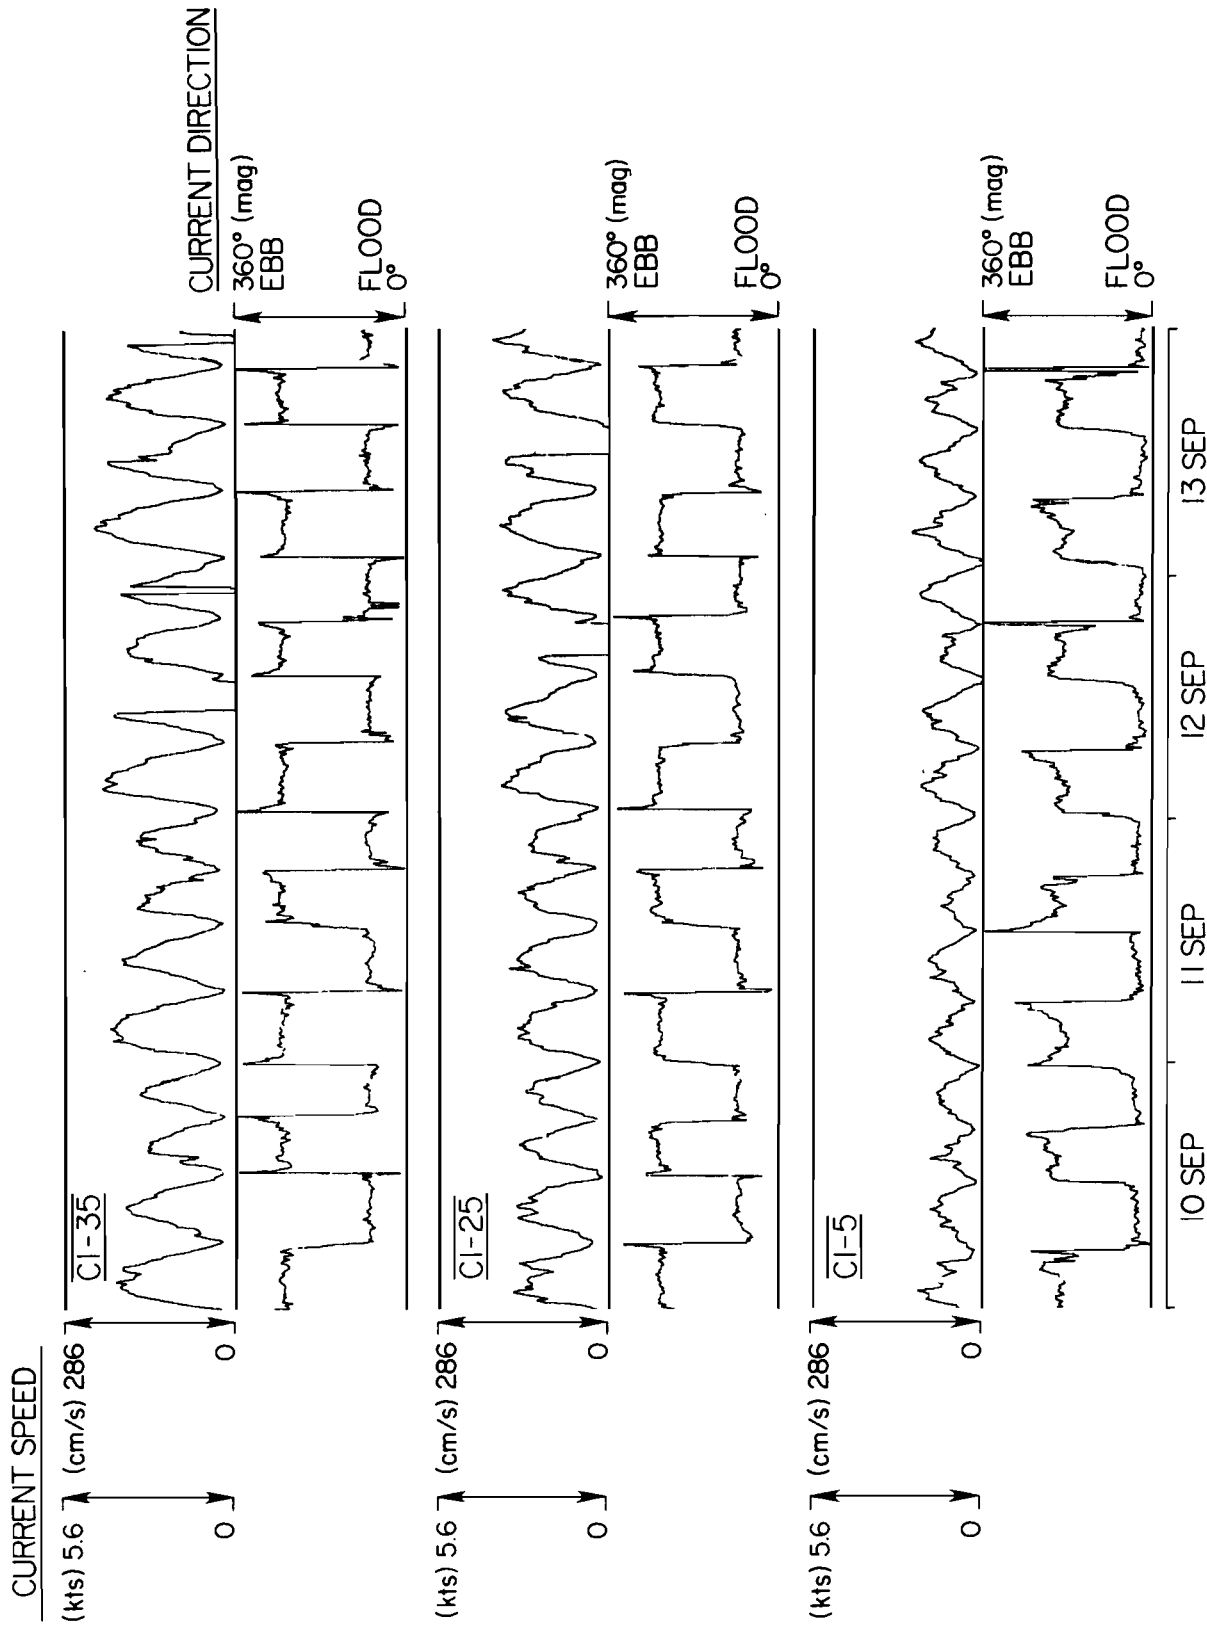 CURRENT SPEED
CURRENT DIRECTION
(kts) 5.6 (cm/s) 286
0 0
CI-35
360° (mag)
EBB
FLOOD
0°
(kts) 5.6 (cm/s) 286
0 0
CI-25
360° (mag)
EBB
FLOOD
0°
(kts) 5.6 (cm/s) 286
0 0
CI-5
360° (mag)
EBB
FLOOD
0°
10 SEP 11 SEP 12 SEP 13 SEP